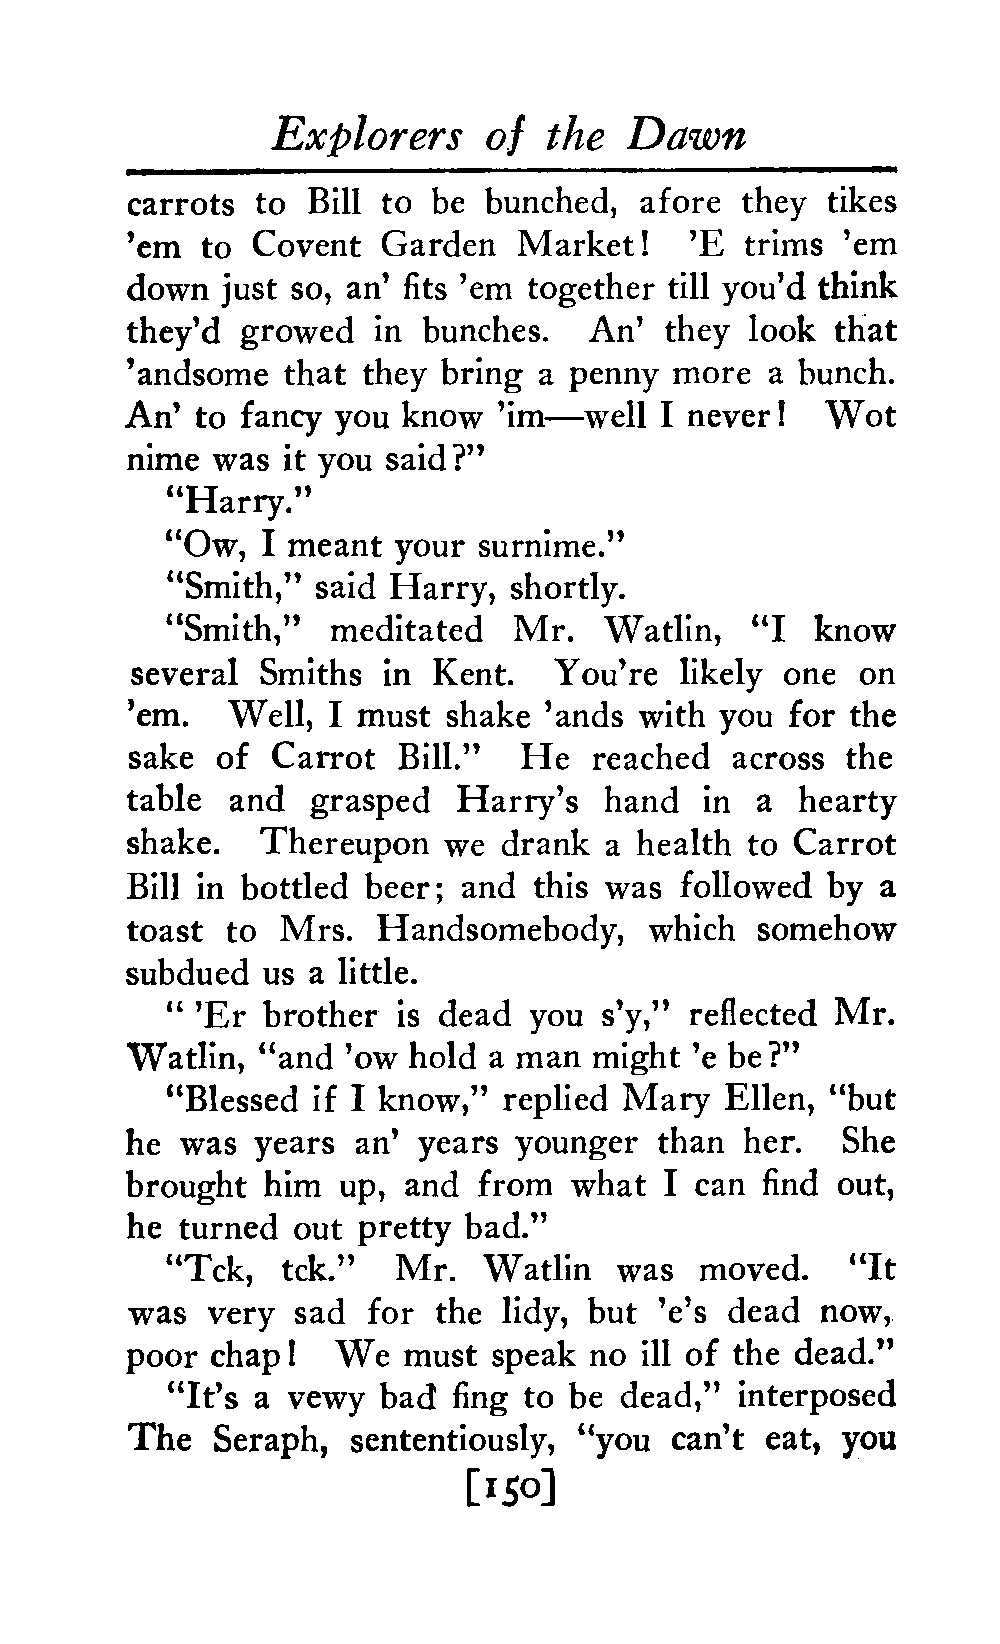 Explorers of the Dawn
carrots to Bill to be bunched, afore they tikes
'em to Covent Garden Market! 'E trims 'em
down just so, an' fits 'em together till you'd think
they'd growed in bunches. An' they look that
'andsome that they bring a penny more a bunch.
An' to fancy you know 'im—well I never! Wot
nime was it you said?"
"Harry."
"Ow, I meant your surnime."
"Smith," said Harry, shortly.
"Smith," meditated Mr. Watlin, "I know
several Smiths in Kent. You're likely one on
'em. Well, I must shake 'ands with you for the
sake of Carrot Bill." He reached across the
table and grasped Harry's hand in a hearty
shake. Thereupon we drank a health to Carrot
Bill in bottled beer; and this was followed by a
toast to Mrs. Handsomebody, which somehow
subdued us a little.
" 'Er brother is dead you s'y," reflected Mr.
Watlin, "and 'ow hold a man might 'e be?"
"Blessed if I know," replied Mary Ellen, "but
he was years an' years younger than her. She
brought him up, and from what I can find out,
he turned out pretty bad."
"Tck, tck." Mr. Watlin was moved. "It
was very sad for the lidy, but 'e's dead now,
poor chap! We must speak no ill of the dead."
"It's a vewy bad fing to be dead," interposed
The Seraph, sententiously, "you can't eat, you
[150]